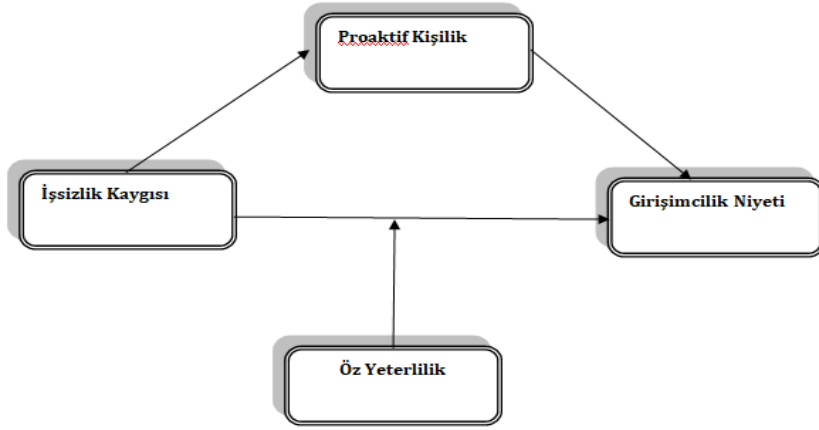 Proaktif Kişilik
İşsizlik Kaygısı
Girişimcilik Niyeti
Öz Yeterlilik